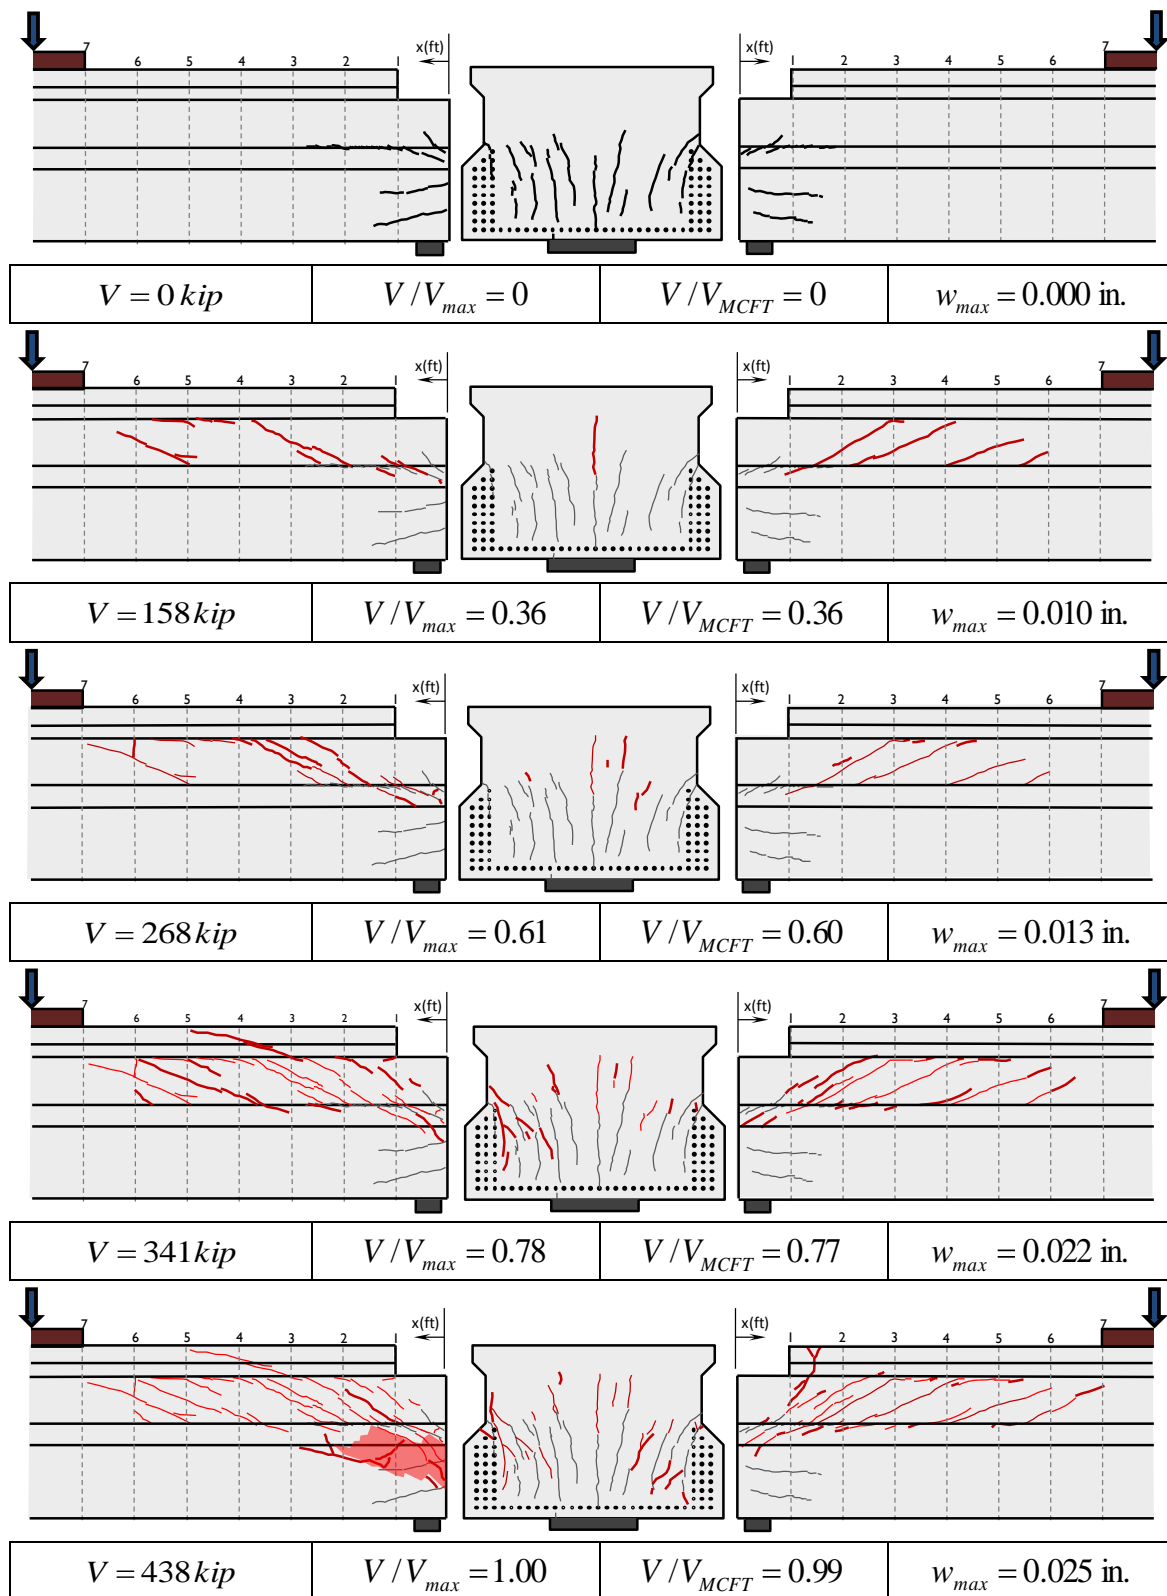 x(ft) x(ft)
7 6 5 4 3 2 1 1 2 3 4 5 6 7
V = 0 kip V/V_max = 0 V/V_MCFT = 0 w_max = 0.000 in.
x(ft) x(ft)
7 6 5 4 3 2 1 1 2 3 4 5 6 7
V = 158 kip V/V_max = 0.36 V/V_MCFT = 0.36 w_max = 0.010 in.
x(ft) x(ft)
7 6 5 4 3 2 1 1 2 3 4 5 6 7
V = 268 kip V/V_max = 0.61 V/V_MCFT = 0.60 w_max = 0.013 in.
x(ft) x(ft)
7 6 5 4 3 2 1 1 2 3 4 5 6 7
V = 341 kip V/V_max = 0.78 V/V_MCFT = 0.77 w_max = 0.022 in.
x(ft) x(ft)
7 6 5 4 3 2 1 1 2 3 4 5 6 7
V = 438 kip V/V_max = 1.00 V/V_MCFT = 0.99 w_max = 0.025 in.